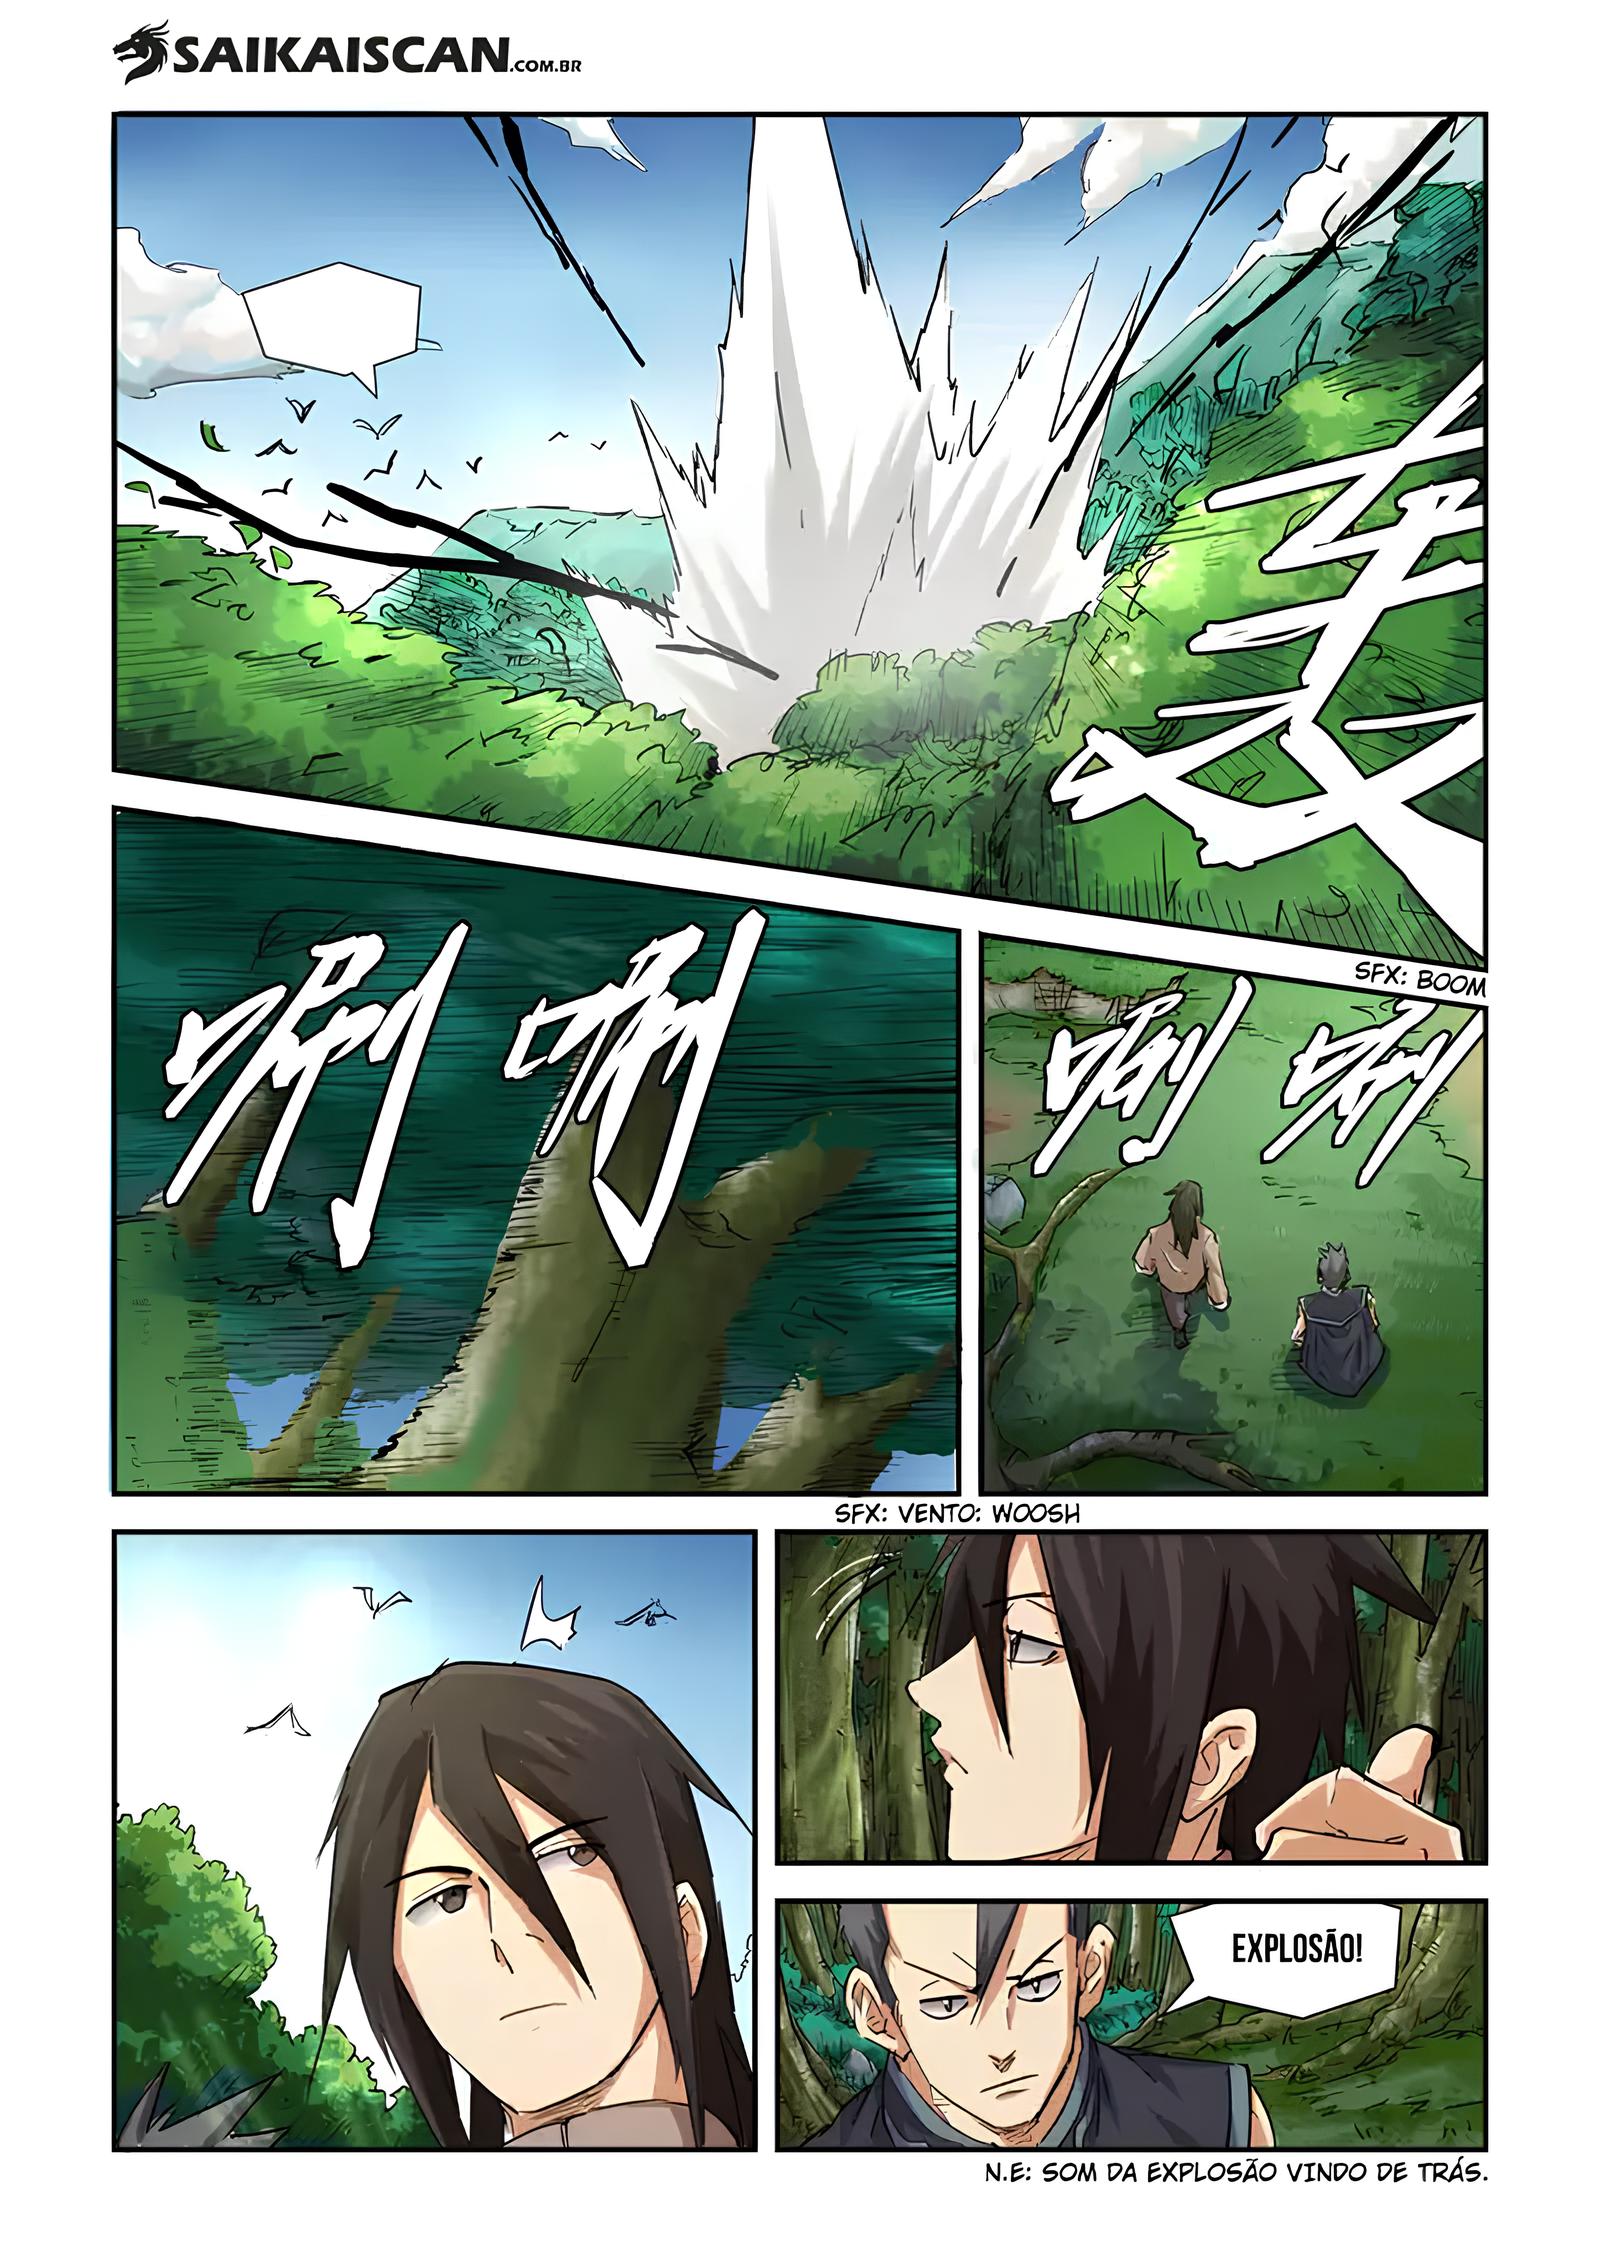 SAIKAISCAN.COM.BR
SFX: BOOM
唰 唰
唰 唰
SFX: VENTO: WOOSH
EXPLOSÃO!
N.E: SOM DA EXPLOSÃO VINDO DE TRÁS.